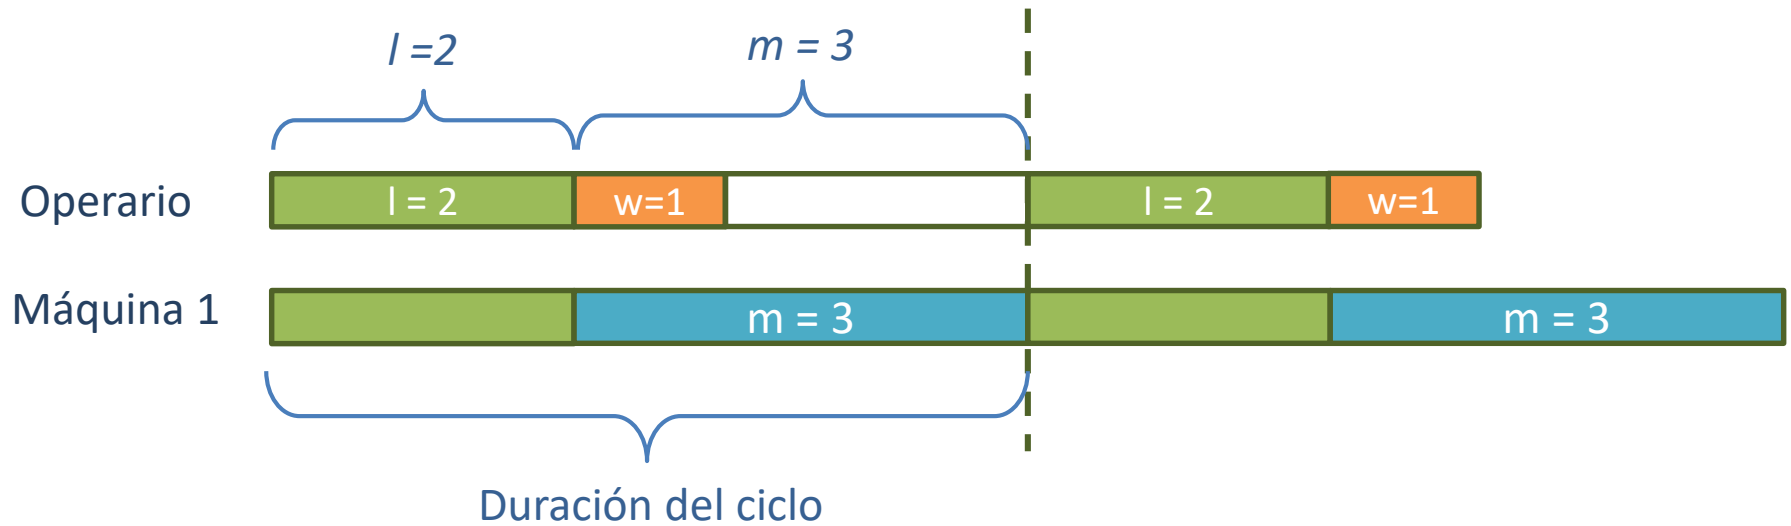 l =2
m = 3
Operario
l = 2
w=1
l = 2
w=1
Máquina 1
m = 3
m = 3
Duración del ciclo